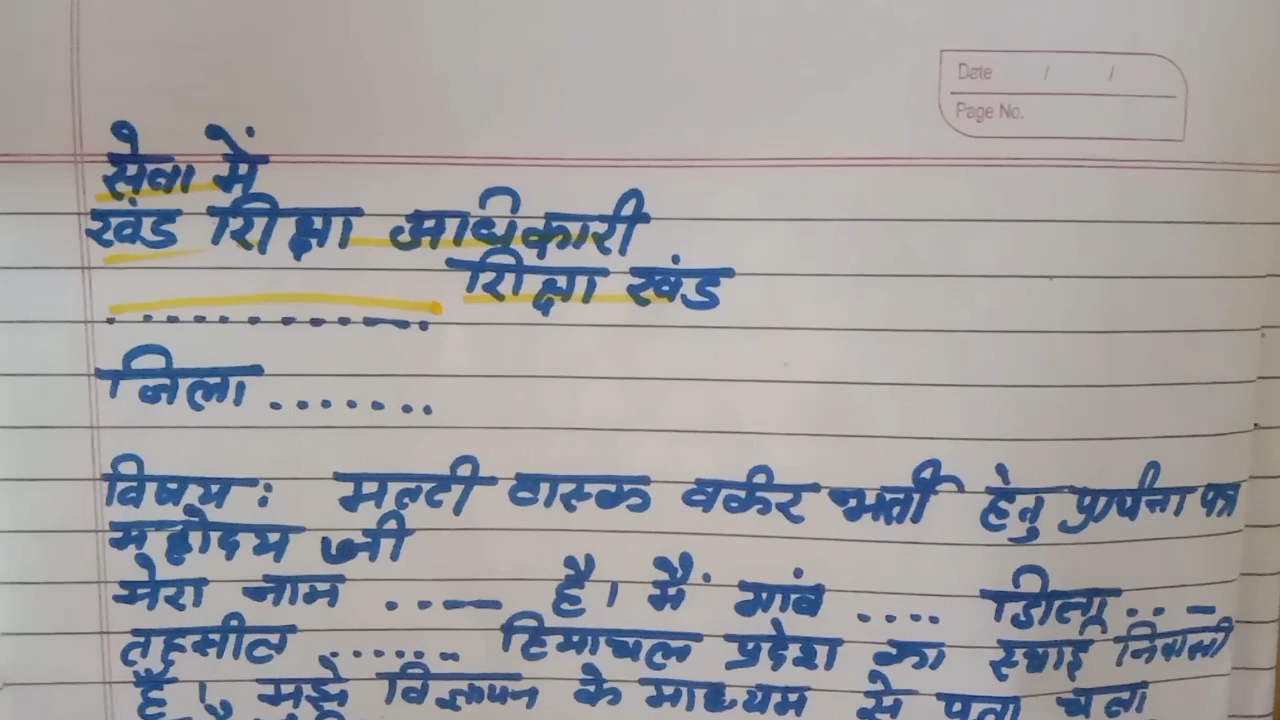 Date / /
Page No.
सेवा में
खंड शिक्षा अधिकारी
शिक्षा खंड
.............
जिला .......
विषय : मल्टी टास्क वर्कर भर्ती हेतु प्रार्थना पत्र
महोदय जी
मेरा नाम ..... है। मैं गांव .... जिला ...
तहसील ...... हिमाचल प्रदेश का स्थाई निवासी
हूँ। मुझे विज्ञापन के माध्यम से पता चला